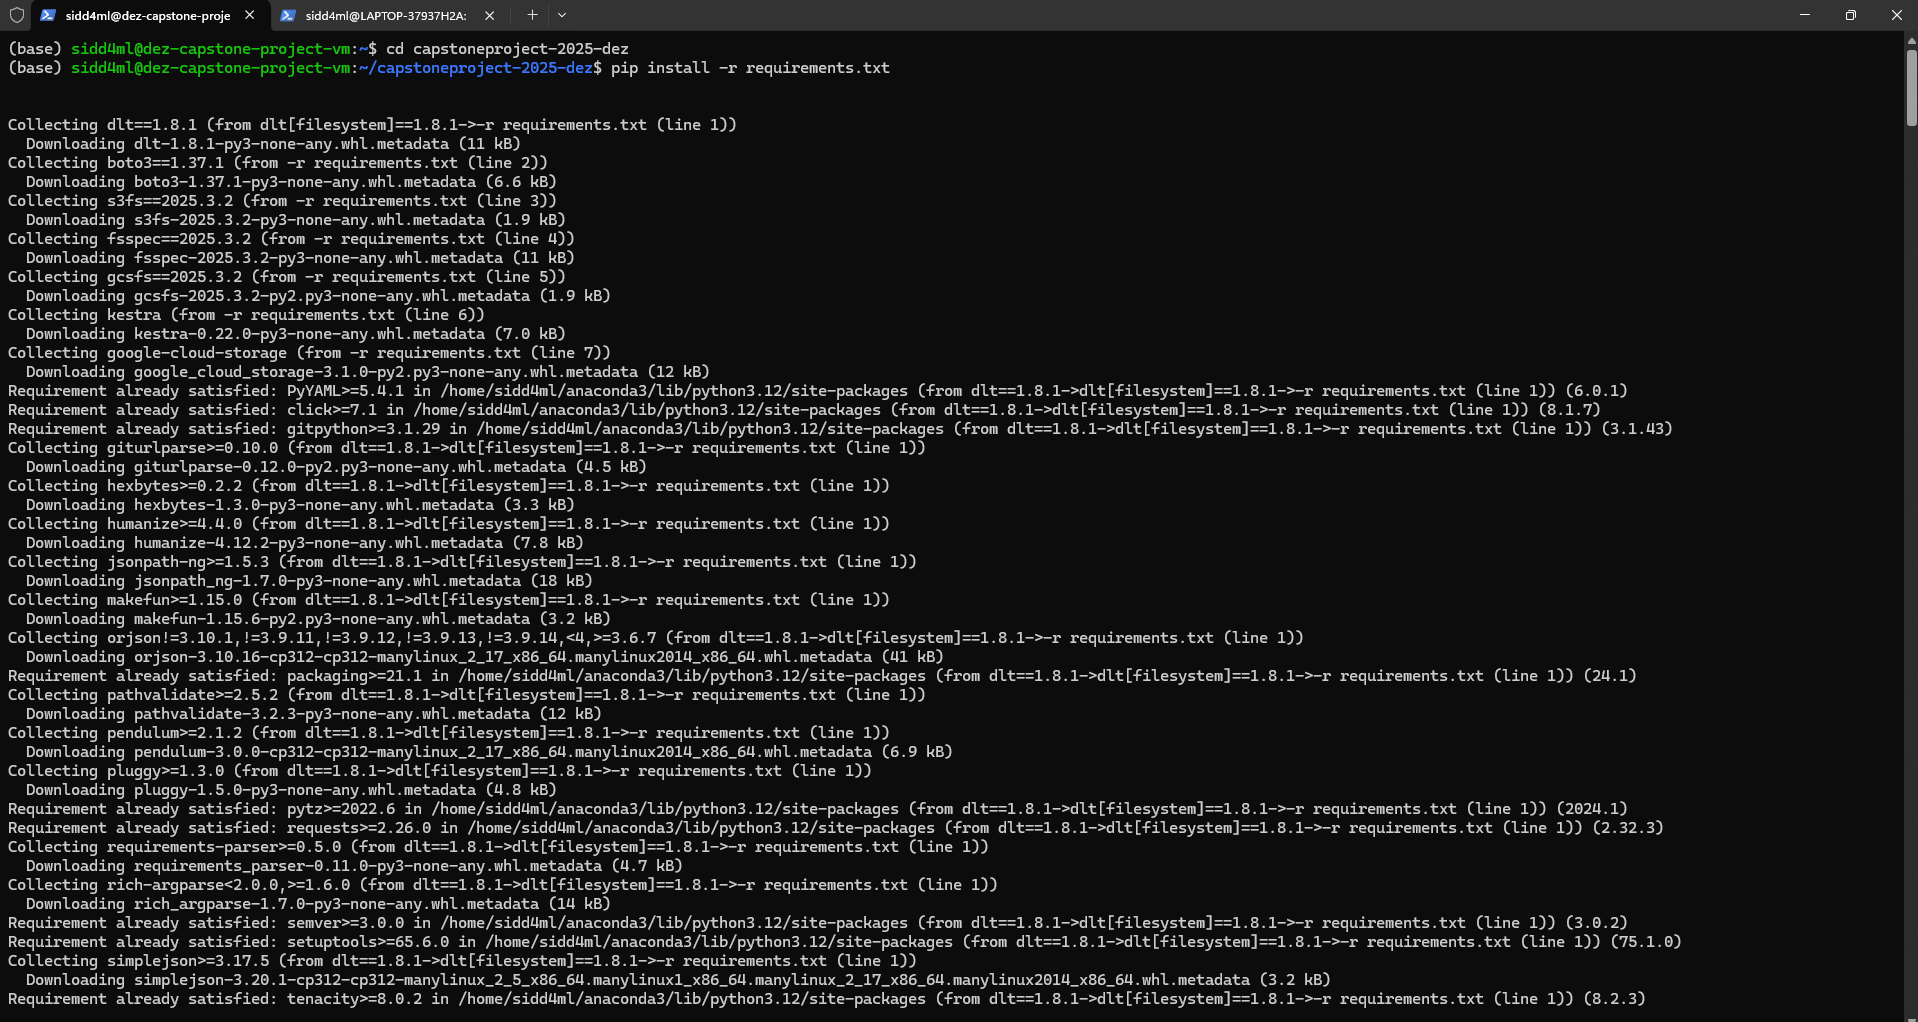 sidd4ml@dez-capstone-proje
sidd4ml@LAPTOP-37937H2A:
(base) sidd4ml@dez-capstone-project-vm:~$ cd capstoneproject-2025-dez
(base) sidd4ml@dez-capstone-project-vm:~/capstoneproject-2025-dez$ pip install -r requirements.txt
Collecting dlt==1.8.1 (from dlt[filesystem]==1.8.1->-r requirements.txt (line 1))
Downloading dlt-1.8.1-py3-none-any.whl.metadata (11 kB)
Collecting boto3==1.37.1 (from -r requirements.txt (line 2))
Downloading boto3-1.37.1-py3-none-any.whl.metadata (6.6 kB)
Collecting s3fs==2025.3.2 (from -r requirements.txt (line 3))
Downloading s3fs-2025.3.2-py3-none-any.whl.metadata (1.9 kB)
Collecting fsspec==2025.3.2 (from -r requirements.txt (line 4))
Downloading fsspec-2025.3.2-py3-none-any.whl.metadata (11 kB)
Collecting gcsfs==2025.3.2 (from -r requirements.txt (line 5))
Downloading gcsfs-2025.3.2-py2.py3-none-any.whl.metadata (1.9 kB)
Collecting kestra (from -r requirements.txt (line 6))
Downloading kestra-0.22.0-py3-none-any.whl.metadata (7.0 kB)
Collecting google-cloud-storage (from -r requirements.txt (line 7))
Downloading google_cloud_storage-3.1.0-py2.py3-none-any.whl.metadata (12 kB)
Requirement already satisfied: PyYAML>=5.4.1 in /home/sidd4ml/anaconda3/lib/python3.12/site-packages (from dlt==1.8.1->dlt[filesystem]==1.8.1->-r requirements.txt (line 1)) (6.0.1)
Requirement already satisfied: click>=7.1 in /home/sidd4ml/anaconda3/lib/python3.12/site-packages (from dlt==1.8.1->dlt[filesystem]==1.8.1->-r requirements.txt (line 1)) (8.1.7)
Requirement already satisfied: gitpython>=3.1.29 in /home/sidd4ml/anaconda3/lib/python3.12/site-packages (from dlt==1.8.1->dlt[filesystem]==1.8.1->-r requirements.txt (line 1)) (3.1.43)
Collecting giturlparse>=0.10.0 (from dlt==1.8.1->dlt[filesystem]==1.8.1->-r requirements.txt (line 1))
Downloading giturlparse-0.12.0-py2.py3-none-any.whl.metadata (4.5 kB)
Collecting hexbytes>=0.2.2 (from dlt==1.8.1->dlt[filesystem]==1.8.1->-r requirements.txt (line 1))
Downloading hexbytes-1.3.0-py3-none-any.whl.metadata (3.3 kB)
Collecting humanize>=4.4.0 (from dlt==1.8.1->dlt[filesystem]==1.8.1->-r requirements.txt (line 1))
Downloading humanize-4.12.2-py3-none-any.whl.metadata (7.8 kB)
Collecting jsonpath-ng>=1.5.3 (from dlt==1.8.1->dlt[filesystem]==1.8.1->-r requirements.txt (line 1))
Downloading jsonpath_ng-1.7.0-py3-none-any.whl.metadata (18 kB)
Collecting makefun>=1.15.0 (from dlt==1.8.1->dlt[filesystem]==1.8.1->-r requirements.txt (line 1))
Downloading makefun-1.15.6-py2.py3-none-any.whl.metadata (3.2 kB)
Collecting orjson!=3.10.1,!=3.9.11,!=3.9.12,!=3.9.13,!=3.9.14,<4,>=3.6.7 (from dlt==1.8.1->dlt[filesystem]==1.8.1->-r requirements.txt (line 1))
Downloading orjson-3.10.16-cp312-cp312-manylinux_2_17_x86_64.manylinux2014_x86_64.whl.metadata (41 kB)
Requirement already satisfied: packaging>=21.1 in /home/sidd4ml/anaconda3/lib/python3.12/site-packages (from dlt==1.8.1->dlt[filesystem]==1.8.1->-r requirements.txt (line 1)) (24.1)
Collecting pathvalidate>=2.5.2 (from dlt==1.8.1->dlt[filesystem]==1.8.1->-r requirements.txt (line 1))
Downloading pathvalidate-3.2.3-py3-none-any.whl.metadata (12 kB)
Collecting pendulum>=2.1.2 (from dlt==1.8.1->dlt[filesystem]==1.8.1->-r requirements.txt (line 1))
Downloading pendulum-3.0.0-cp312-cp312-manylinux_2_17_x86_64.manylinux2014_x86_64.whl.metadata (6.9 kB)
Collecting pluggy>=1.3.0 (from dlt==1.8.1->dlt[filesystem]==1.8.1->-r requirements.txt (line 1))
Downloading pluggy-1.5.0-py3-none-any.whl.metadata (4.8 kB)
Requirement already satisfied: pytz>=2022.6 in /home/sidd4ml/anaconda3/lib/python3.12/site-packages (from dlt==1.8.1->dlt[filesystem]==1.8.1->-r requirements.txt (line 1)) (2024.1)
Requirement already satisfied: requests>=2.26.0 in /home/sidd4ml/anaconda3/lib/python3.12/site-packages (from dlt==1.8.1->dlt[filesystem]==1.8.1->-r requirements.txt (line 1)) (2.32.3)
Collecting requirements-parser>=0.5.0 (from dlt==1.8.1->dlt[filesystem]==1.8.1->-r requirements.txt (line 1))
Downloading requirements_parser-0.11.0-py3-none-any.whl.metadata (4.7 kB)
Collecting rich-argparse<2.0.0,>=1.6.0 (from dlt==1.8.1->dlt[filesystem]==1.8.1->-r requirements.txt (line 1))
Downloading rich_argparse-1.7.0-py3-none-any.whl.metadata (14 kB)
Requirement already satisfied: semver>=3.0.0 in /home/sidd4ml/anaconda3/lib/python3.12/site-packages (from dlt==1.8.1->dlt[filesystem]==1.8.1->-r requirements.txt (line 1)) (3.0.2)
Requirement already satisfied: setuptools>=65.6.0 in /home/sidd4ml/anaconda3/lib/python3.12/site-packages (from dlt==1.8.1->dlt[filesystem]==1.8.1->-r requirements.txt (line 1)) (75.1.0)
Collecting simplejson>=3.17.5 (from dlt==1.8.1->dlt[filesystem]==1.8.1->-r requirements.txt (line 1))
Downloading simplejson-3.20.1-cp312-cp312-manylinux_2_5_x86_64.manylinux1_x86_64.manylinux_2_17_x86_64.manylinux2014_x86_64.whl.metadata (3.2 kB)
Requirement already satisfied: tenacity>=8.0.2 in /home/sidd4ml/anaconda3/lib/python3.12/site-packages (from dlt==1.8.1->dlt[filesystem]==1.8.1->-r requirements.txt (line 1)) (8.2.3)